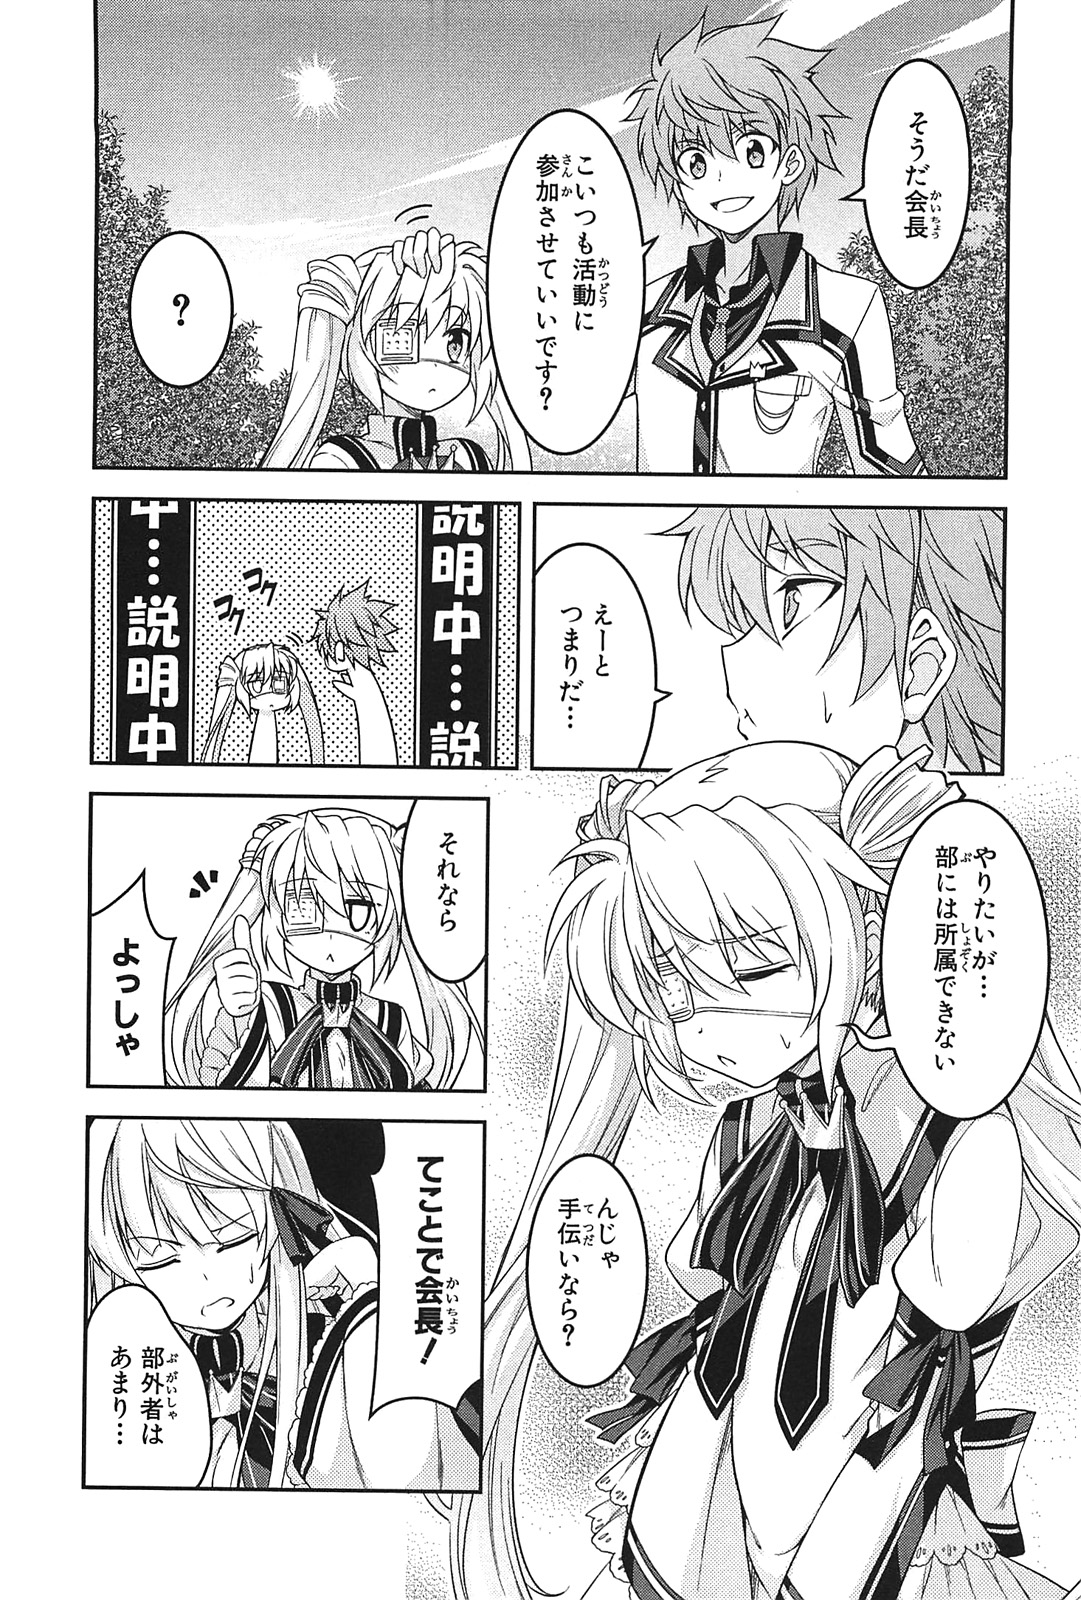 そうだ会長
こいつも活動に
参加させていいです？
？
えーと
つまりだ…
説明中…説
中…説明中
コク
コク
やりたいが…
部には所属できない
んじゃ
手伝いなら？
それなら
よっしゃ
てことで会長！
部外者は
あまり…